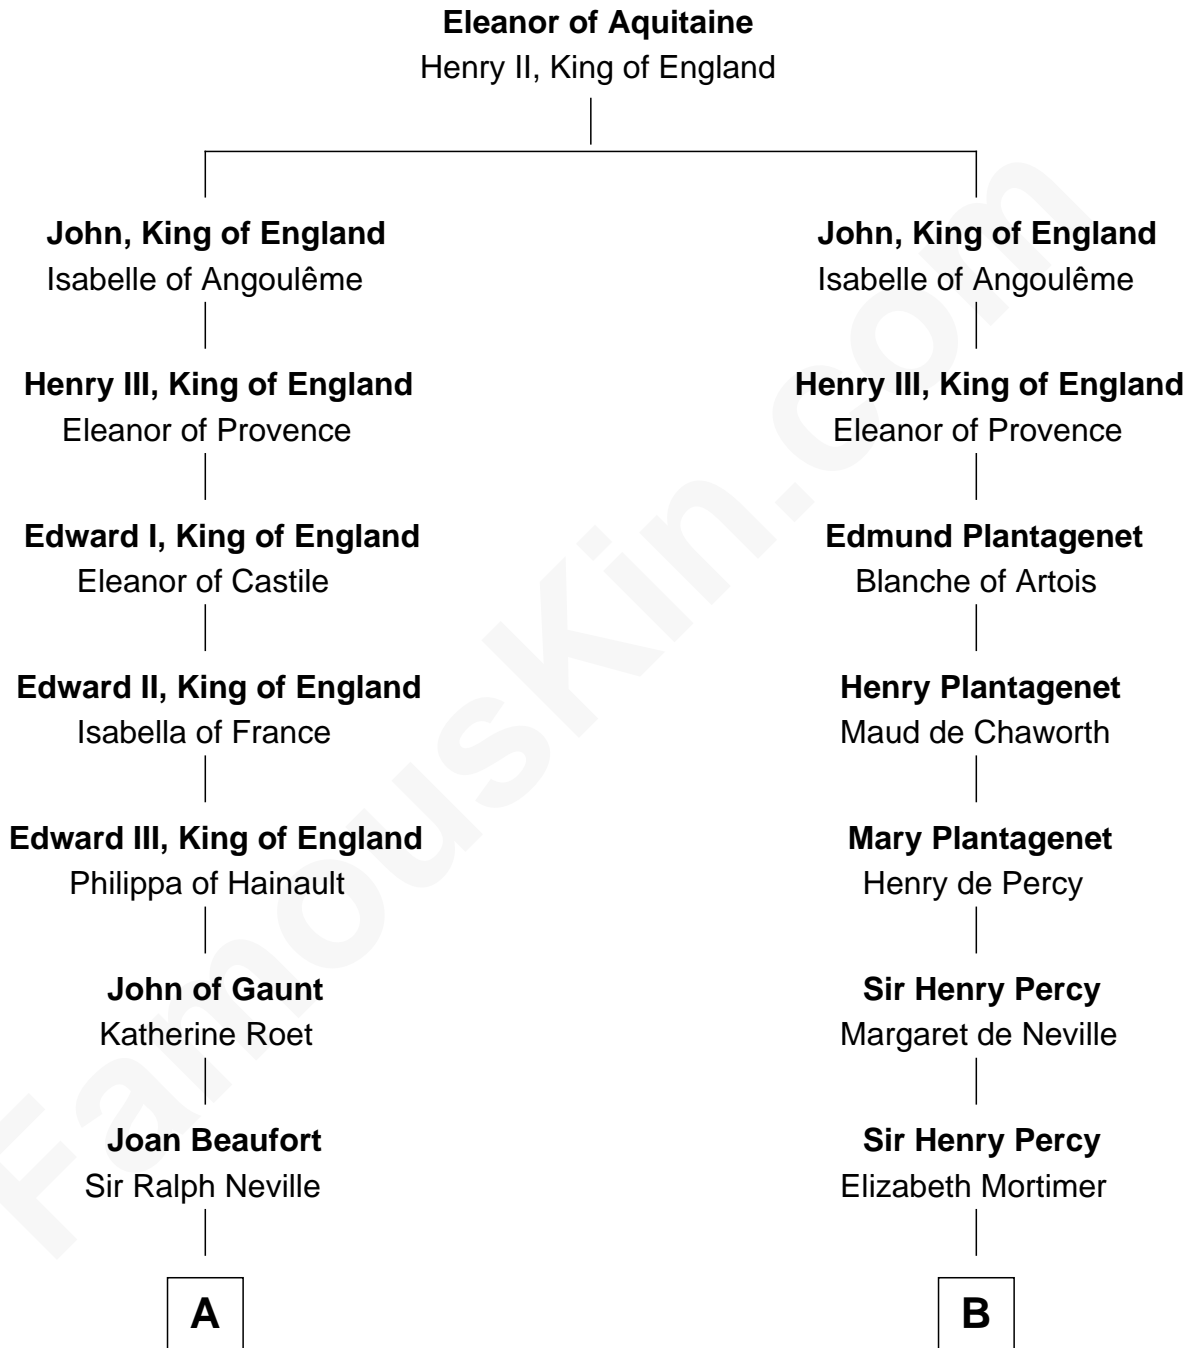 Eleanor of Aquitaine
Henry II, King of England
John, King of England
Isabelle of Angoulême
Henry III, King of England
Eleanor of Provence
Edward I, King of England
Eleanor of Castile
Edward II, King of England
Isabella of France
Edward III, King of England
Philippa of Hainault
John of Gaunt
Katherine Roet
Joan Beaufort
Sir Ralph Neville
A
John, King of England
Isabelle of Angoulême
Henry III, King of England
Eleanor of Provence
Edmund Plantagenet
Blanche of Artois
Henry Plantagenet
Maud de Chaworth
Mary Plantagenet
Henry de Percy
Sir Henry Percy
Margaret de Neville
Sir Henry Percy
Elizabeth Mortimer
B
FamousKin.com